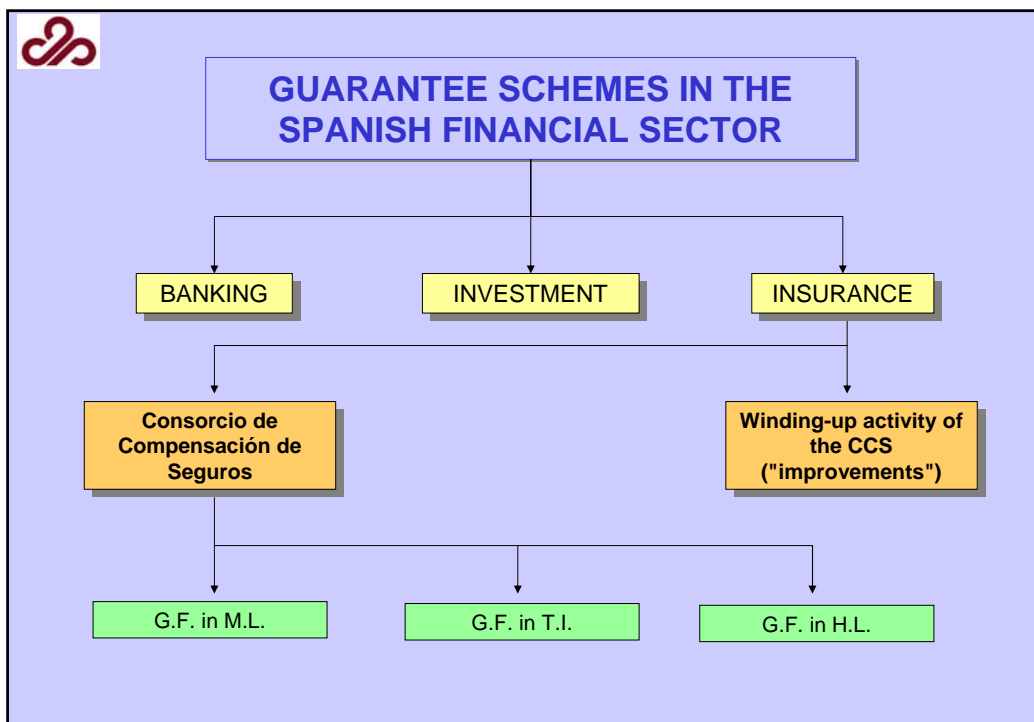 GUARANTEE SCHEMES IN THE
SPANISH FINANCIAL SECTOR
BANKING
INVESTMENT
INSURANCE
Consorcio de
Compensación de
Seguros
Winding-up activity of
the CCS
("improvements")
G.F. in M.L.
G.F. in T.I.
G.F. in H.L.